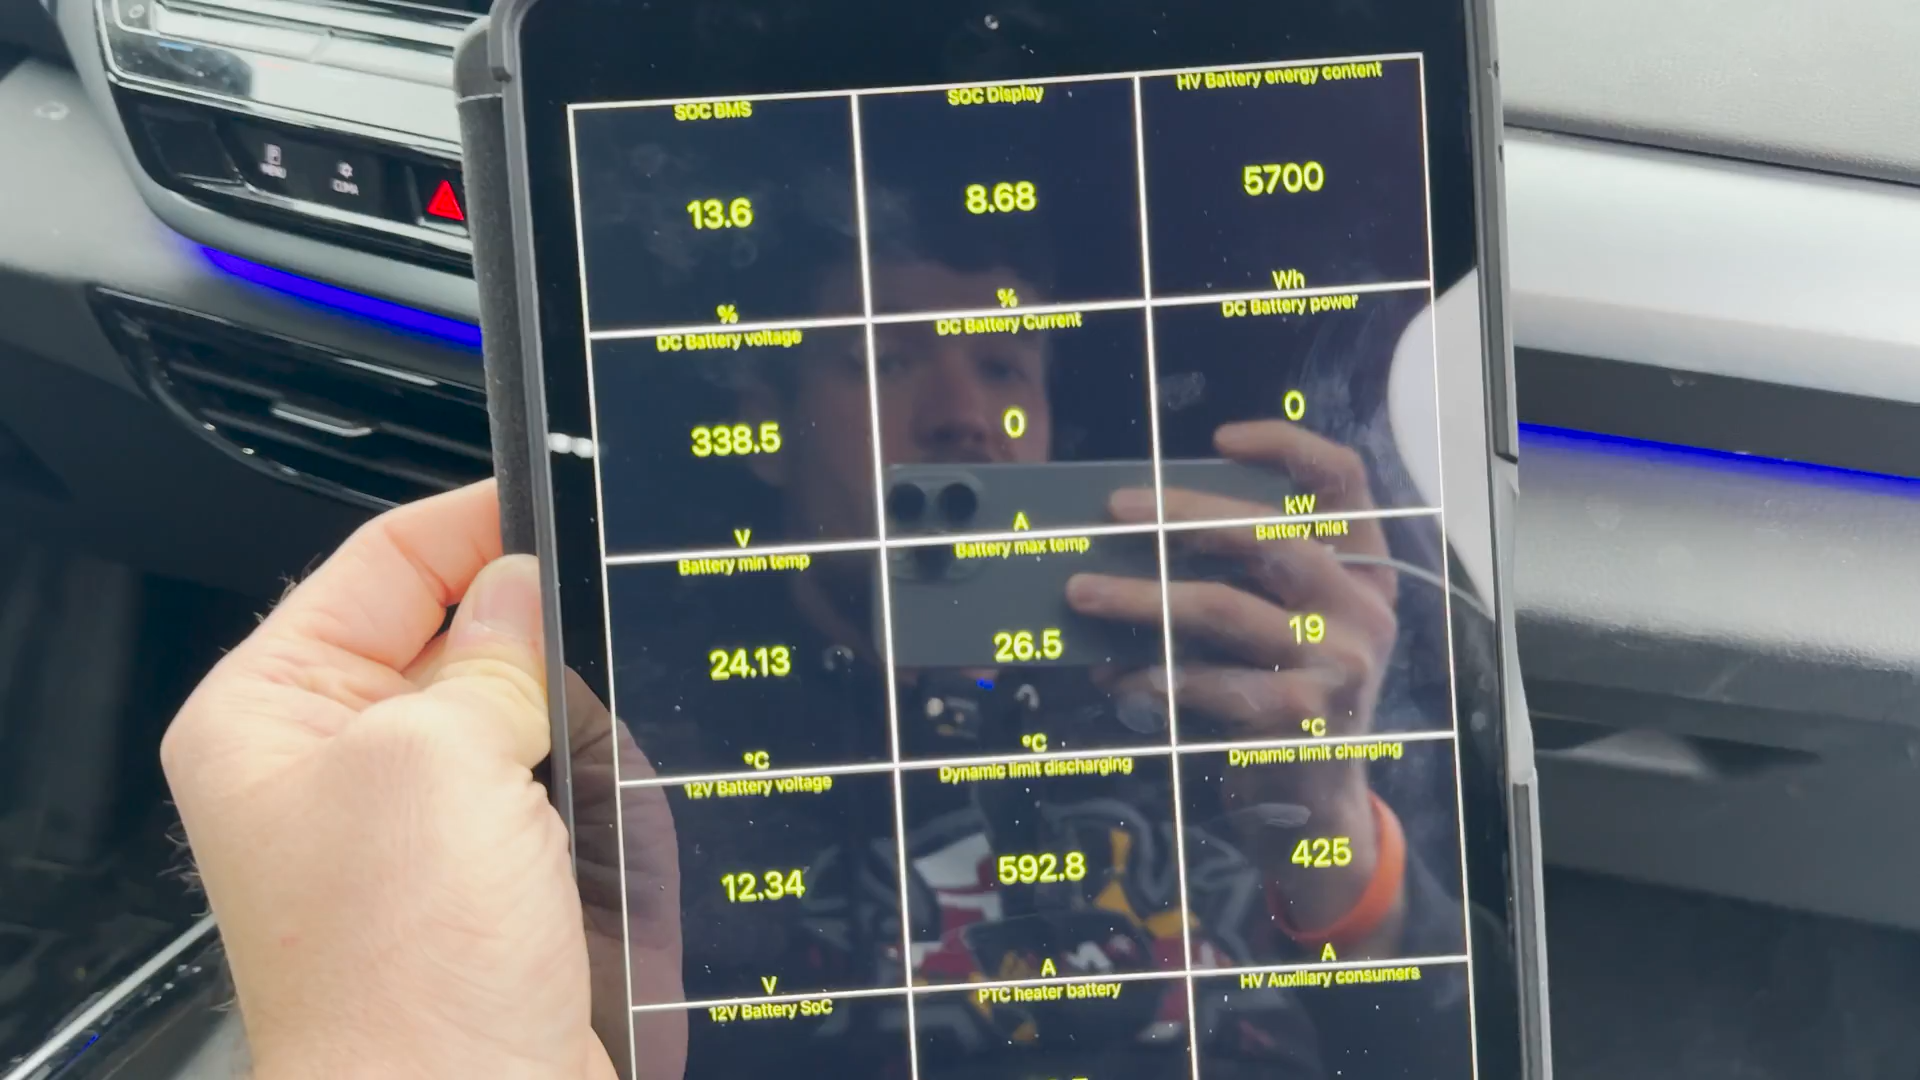 MENU
CLIMA
SOC BMS
13.6
%
SOC Display
8.68
%
HV Battery energy content
5700
Wh
DC Battery voltage
338.5
V
DC Battery Current
0
A
DC Battery power
0
kW
Battery min temp
24.13
°C
Battery max temp
26.5
°C
Battery inlet
19
°C
12V Battery voltage
12.34
V
Dynamic limit discharging
592.8
A
Dynamic limit charging
425
A
12V Battery SoC
PTC heater battery
HV Auxiliary consumers